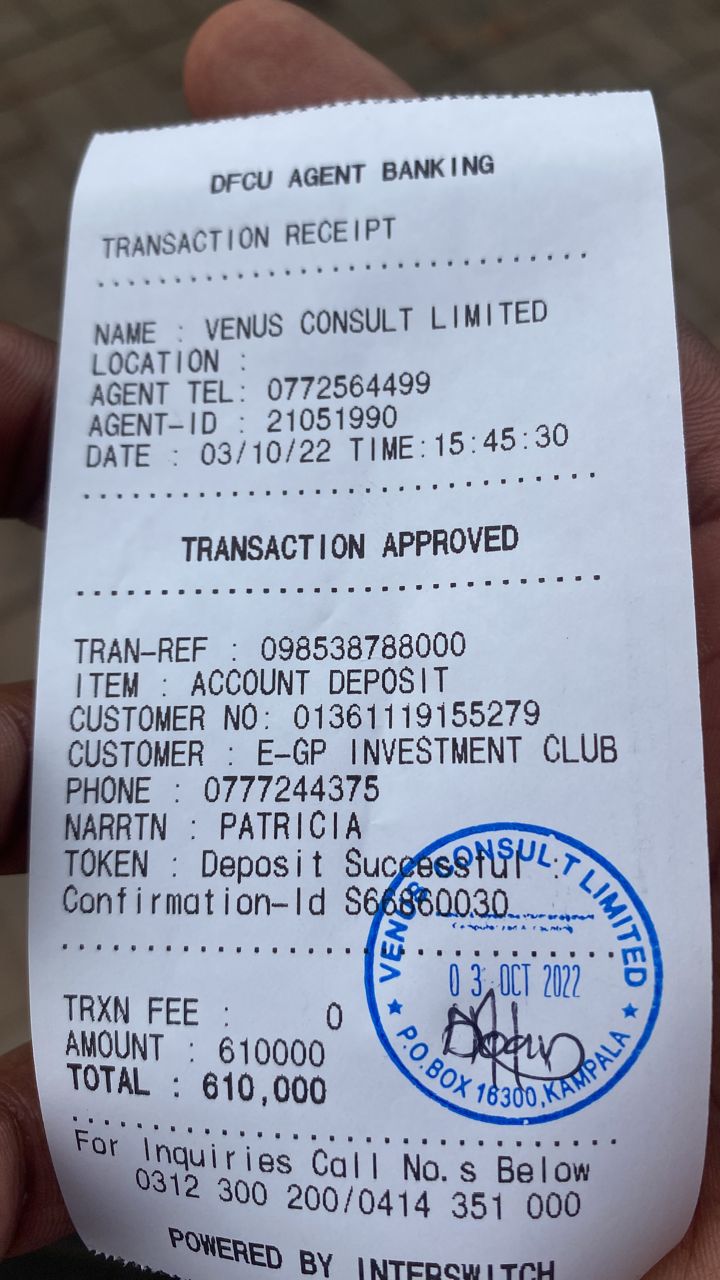 DFCU AGENT BANKING
TRANSACTION RECEIPT
................................
NAME : VENUS CONSULT LIMITED
LOCATION :
AGENT TEL: 0772564499
AGENT-ID : 21051990
DATE : 03/10/22 TIME:15:45:30
................................
TRANSACTION APPROVED
................................
TRAN-REF : 098538788000
ITEM : ACCOUNT DEPOSIT
CUSTOMER NO: 01361119155279
CUSTOMER : E-GP INVESTMENT CLUB
PHONE : 0777244375
NARRTN : PATRICIA
TOKEN : Deposit Successful :
Confirmation-Id S66860030
................................
TRXN FEE : 0
AMOUNT : 610000
TOTAL : 610,000
................................
For Inquiries Call No.s Below
0312 300 200/0414 351 000
POWERED BY INTERSWITCH
VENUS CONSULT LIMITED
03 OCT 2022
★ P.O.BOX 16300,KAMPALA ★